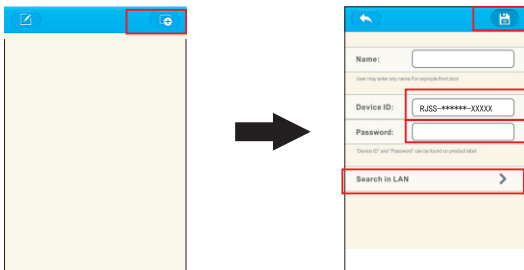 Name:
User may enter any name.For example:front door
Device ID:
RJSS-******-XXXXX
Password:
"Device ID" and "Password" can be found on product label
Search in LAN